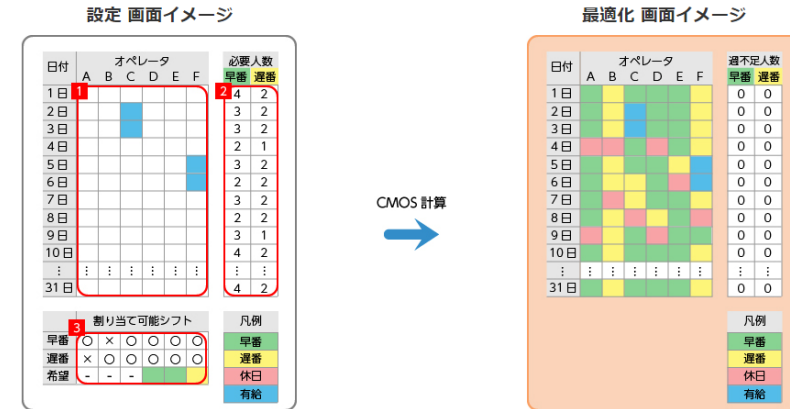 設定 画面イメージ
最適化 画面イメージ
日付 オペレータ 必要人数
A B C D E F 早番 遅番
1
2
1日 4 2
2日 3 2
3日 3 2
4日 2 1
5日 3 2
6日 2 2
7日 3 2
8日 2 2
9日 3 1
10日 4 2
⋮ ⋮ ⋮ ⋮ ⋮ ⋮ ⋮ ⋮ ⋮
31日 4 2
3
割り当て可能シフト
早番 ○ × ○ ○ ○ ○
遅番 × ○ ○ ○ ○ ○
希望 - - -
凡例
早番
遅番
休日
有給
CMOS 計算
日付 オペレータ 過不足人数
A B C D E F 早番 遅番
1日 0 0
2日 0 0
3日 0 0
4日 0 0
5日 0 0
6日 0 0
7日 0 0
8日 0 0
9日 0 0
10日 0 0
⋮ ⋮ ⋮ ⋮ ⋮ ⋮ ⋮ ⋮ ⋮
31日 0 0
凡例
早番
遅番
休日
有給